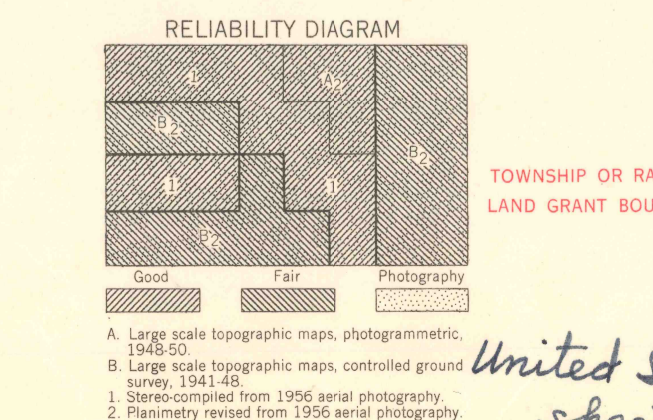 RELIABILITY DIAGRAM
1
A2
B2
B2
1
1
B2
Good Fair Photography
A. Large scale topographic maps, photogrammetric,
1948-50.
B. Large scale topographic maps, controlled ground
survey, 1941-48.
1. Stereo-compiled from 1956 aerial photography.
2. Planimetry revised from 1956 aerial photography.
TOWNSHIP OR RA
LAND GRANT BOU
United S